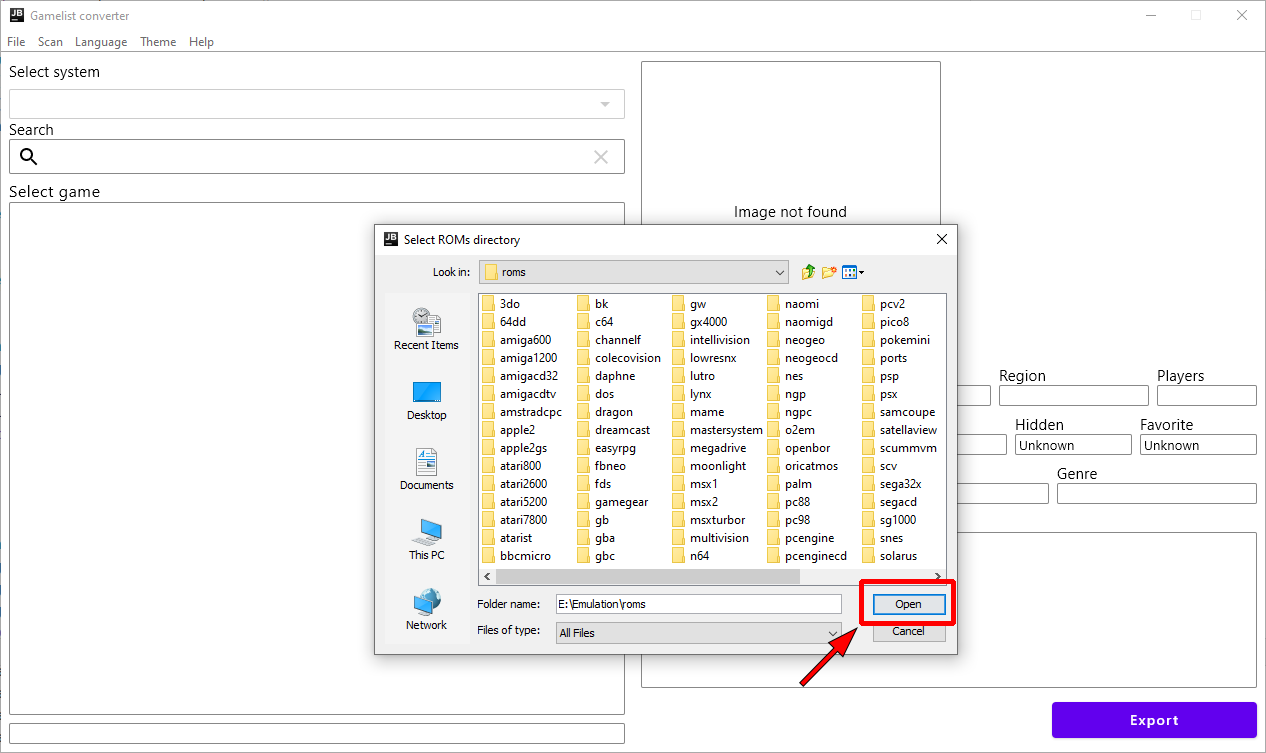 JB Gamelist converter
File Scan Language Theme Help
Select system
Search
Select game
Image not found
JB Select ROMs directory
Look in: roms
Recent Items
Desktop
Documents
This PC
Network
3do bk gw naomi pcv2
64dd c64 gx4000 naomigd pico8
amiga600 channelf intellivision neogeo pokemini
amiga1200 colecovision lowresnx neogeocd ports
amigacd32 daphne lutro nes psp
amigacdtv dos lynx ngp psx
amstradcpc dragon mame ngpc samcoupe
apple2 dreamcast mastersystem o2em satellaview
apple2gs easyrpg megadrive openbor scummvm
atari800 fbneo moonlight oricatmos scv
atari2600 fds msx1 palm sega32x
atari5200 gamegear msx2 pc88 segacd
atari7800 gb msxturbor pc98 sg1000
atarist gba multivision pcengine snes
bbcmicro gbc n64 pcenginecd solarus
Folder name: E:\Emulation\roms Open
Files of type: All Files Cancel
Region Players
Hidden Favorite
Unknown Unknown
Genre
Export